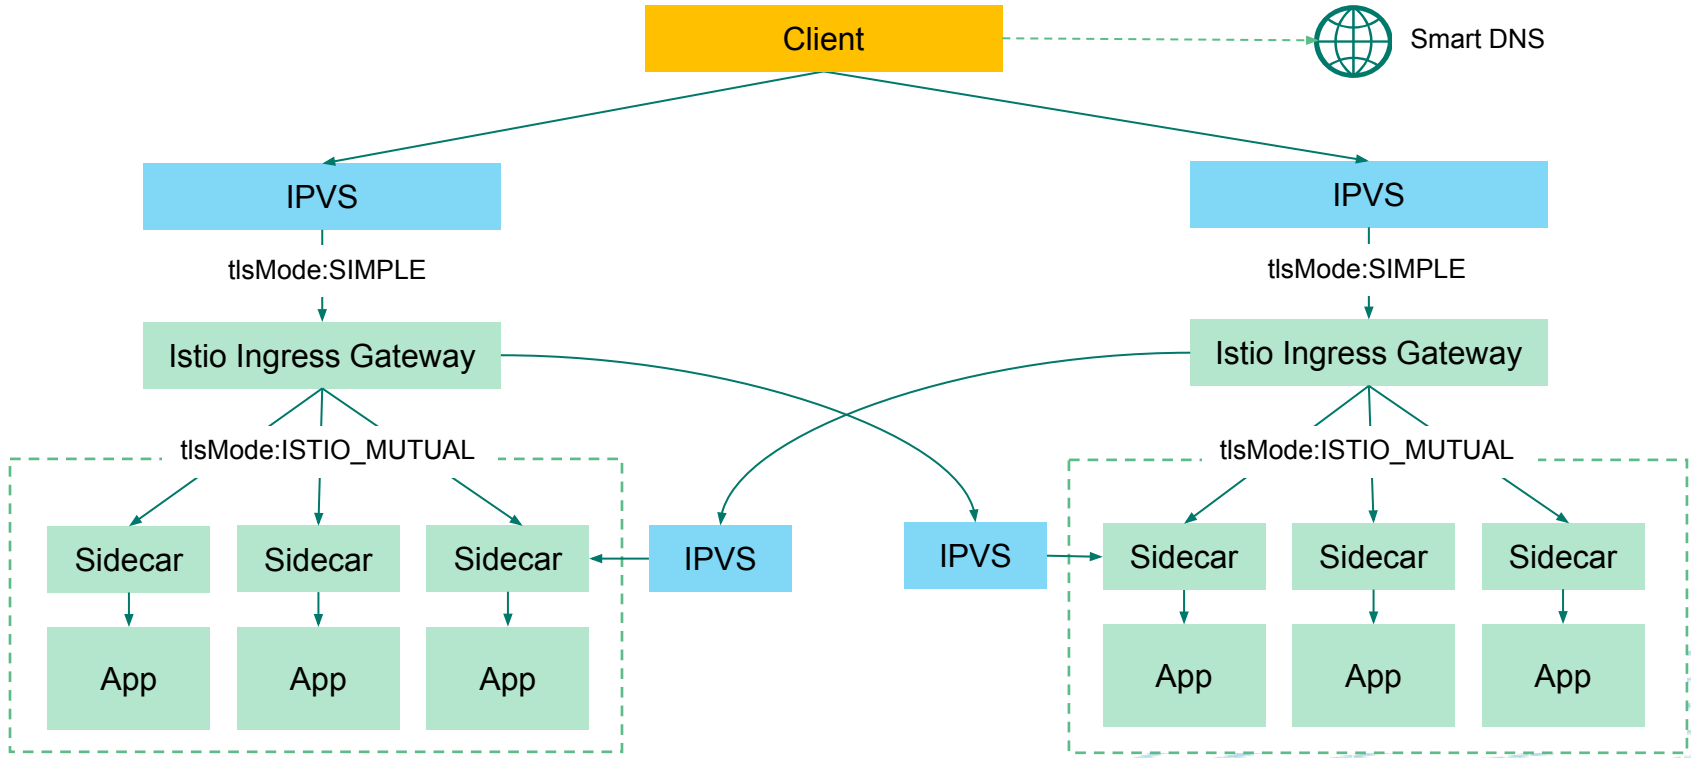 Client
Smart DNS
IPVS
IPVS
tlsMode:SIMPLE
tlsMode:SIMPLE
Istio Ingress Gateway
Istio Ingress Gateway
tlsMode:ISTIO_MUTUAL
tlsMode:ISTIO_MUTUAL
Sidecar
Sidecar
Sidecar
IPVS
IPVS
Sidecar
Sidecar
Sidecar
App
App
App
App
App
App